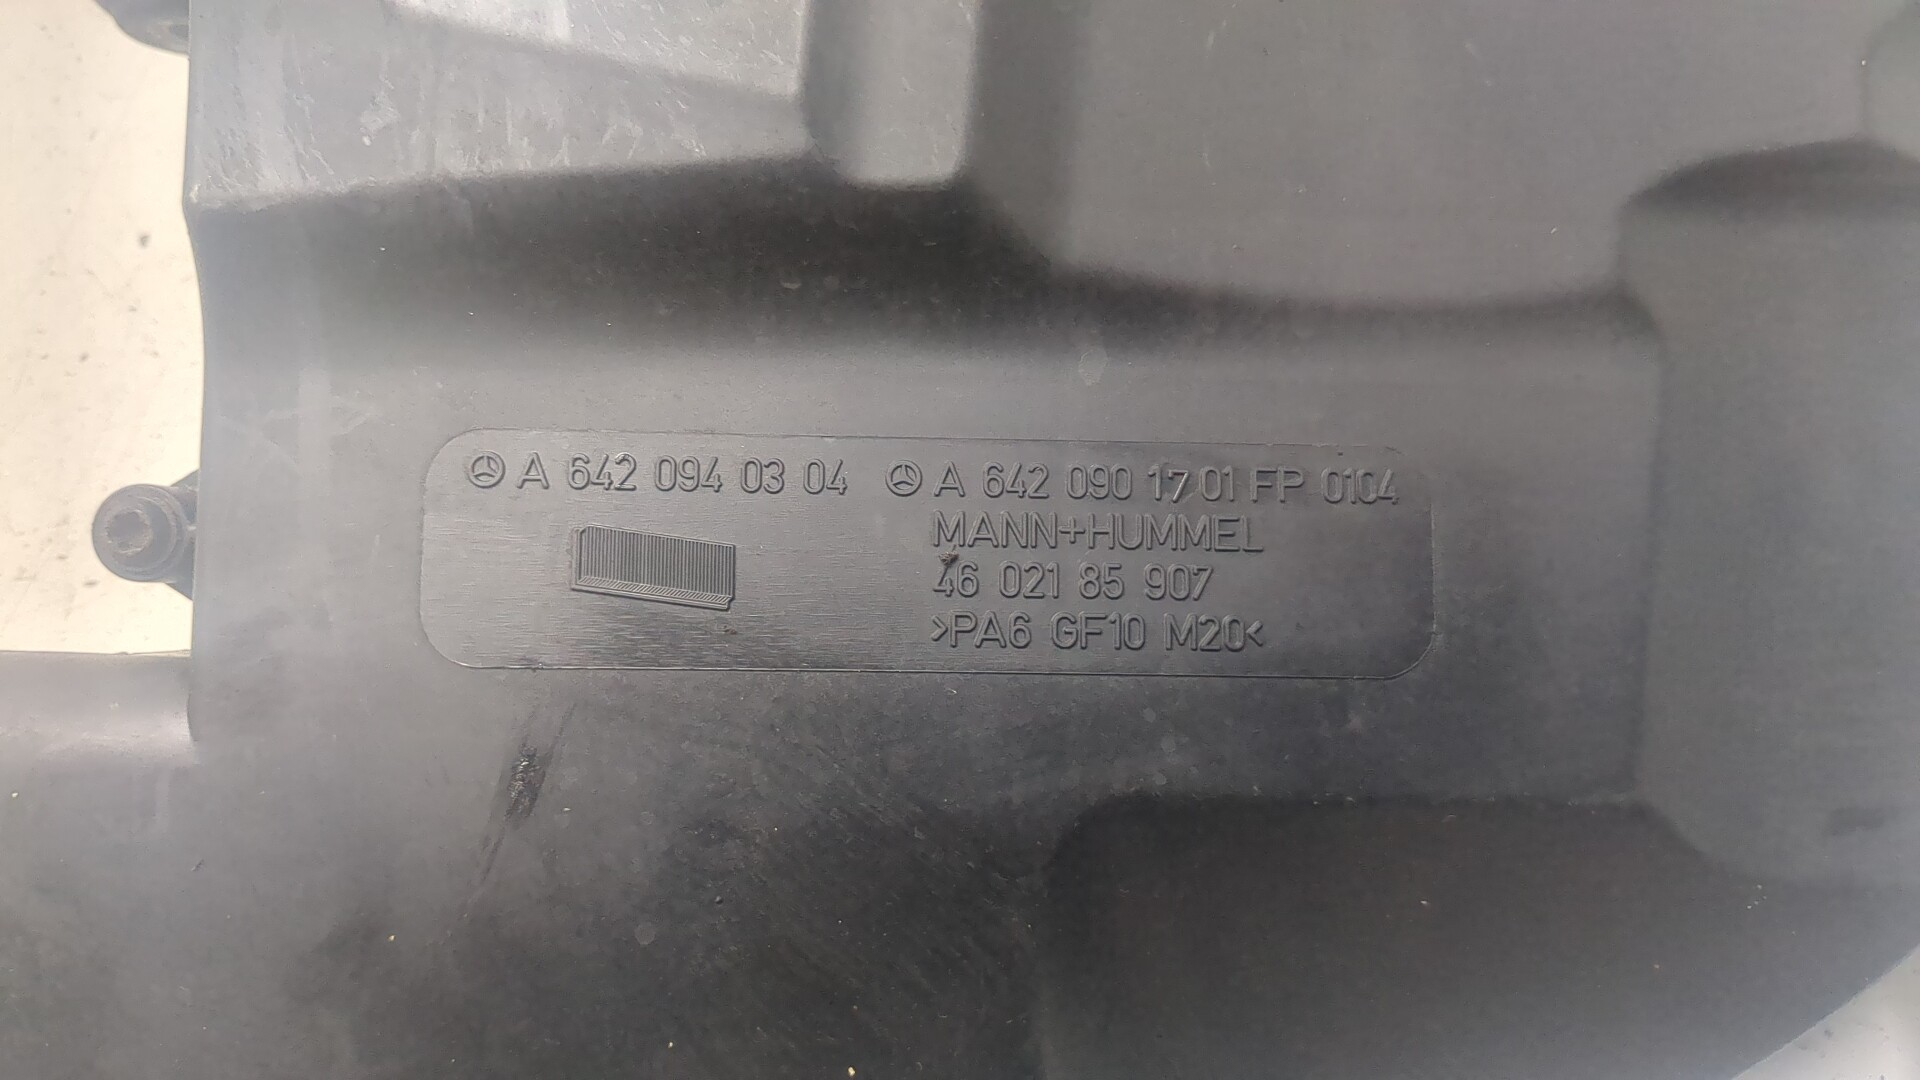 A 642 094 03 04 A 642 090 17 01 FP 0104
MANN+HUMMEL
46 021 85 907
>PA6 GF10 M20<